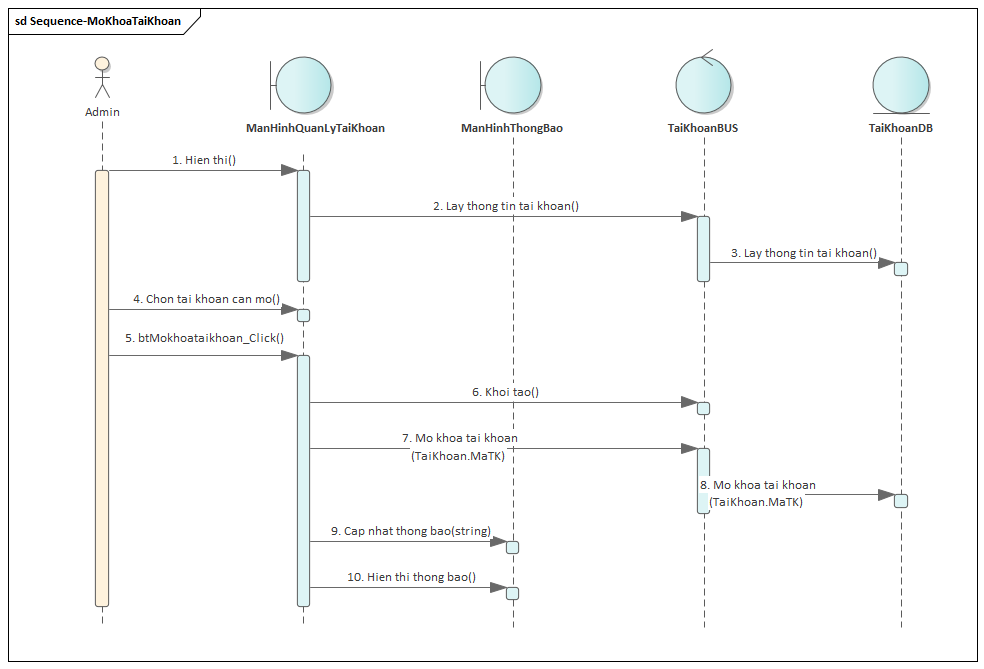 sd Sequence-MoKhoaTaiKhoan
Admin
ManHinhQuanLyTaiKhoan
ManHinhThongBao
TaiKhoanBUS
TaiKhoanDB
1. Hien thi()
2. Lay thong tin tai khoan()
3. Lay thong tin tai khoan()
4. Chon tai khoan can mo()
5. btMokhoataikhoan_Click()
6. Khoi tao()
7. Mo khoa tai khoan
(TaiKhoan.MaTK)
8. Mo khoa tai khoan
(TaiKhoan.MaTK)
9. Cap nhat thong bao(string)
10. Hien thi thong bao()